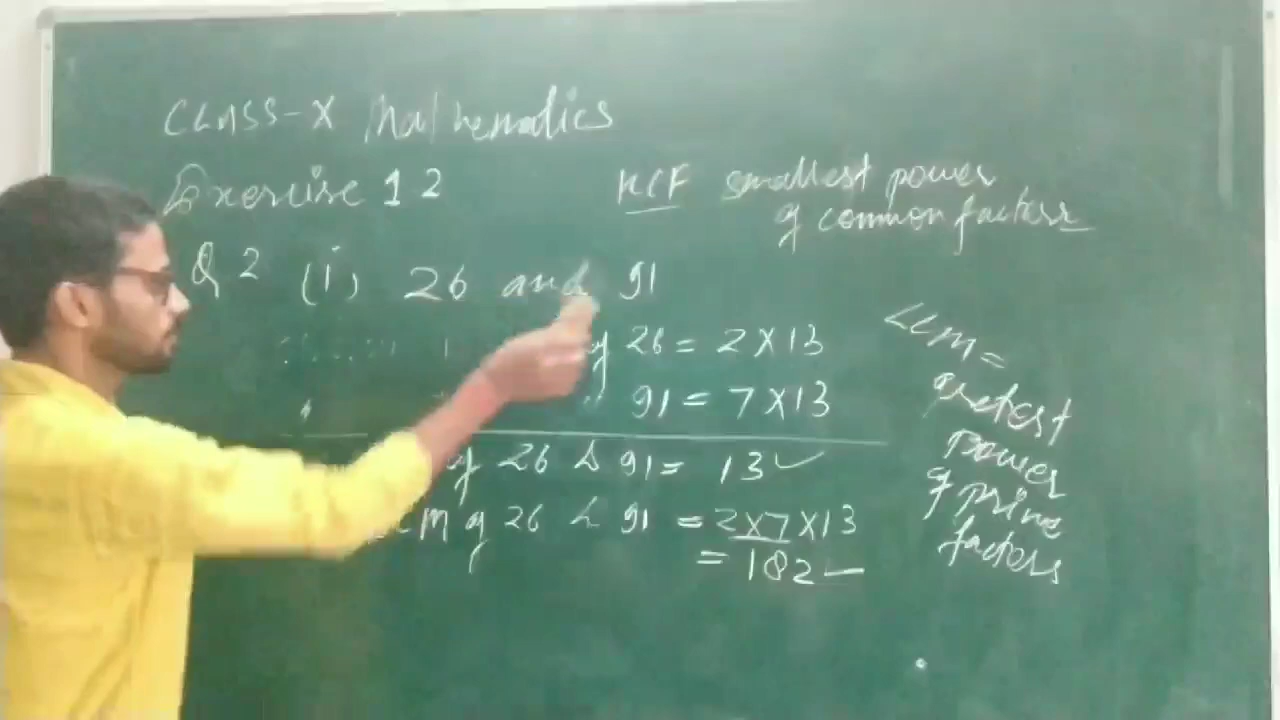 CLASS-X Mathematics
Exercise 1 2
HCF smallest power
of common factors
Q 2 (i) 26 and 91
of 26 = 2×13
91 = 7×13
of 26 & 91 = 13
M of 26 & 91 = 2×7×13
= 182
LCM =
power
of prime
factors